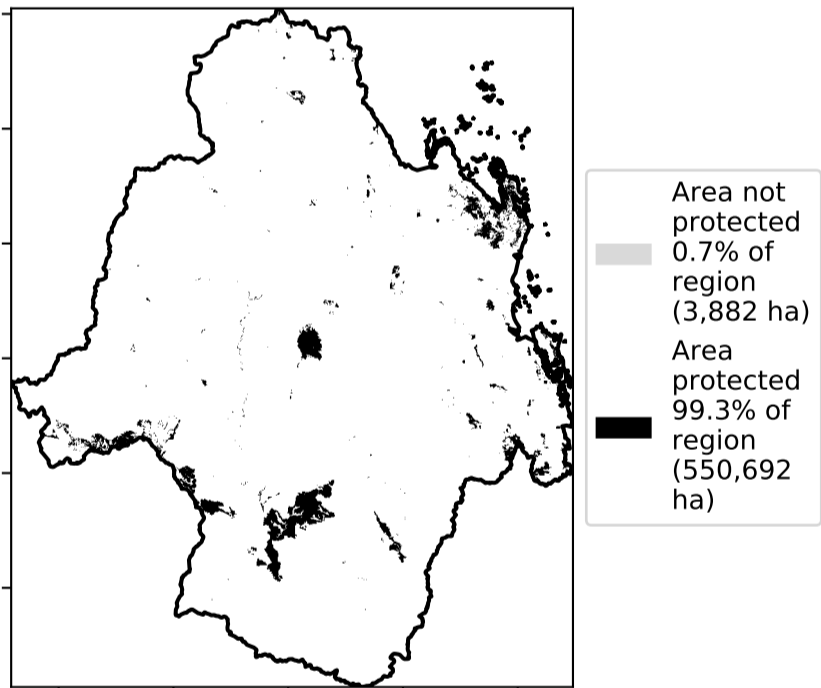 Area not
protected
0.7% of
region
(3,882 ha)
Area
protected
99.3% of
region
(550,692
ha)